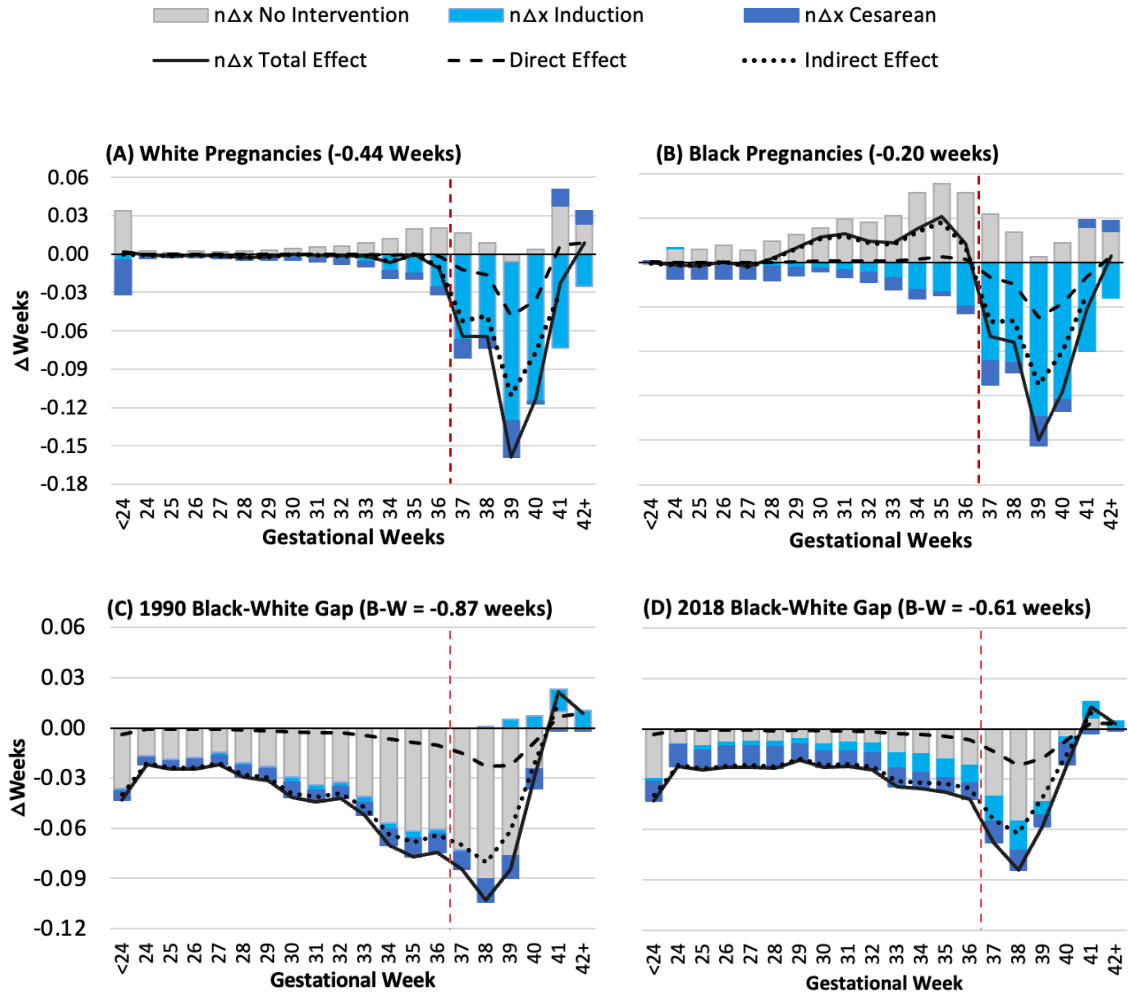 nΔx No Intervention nΔx Induction nΔx Cesarean
nΔx Total Effect Direct Effect Indirect Effect
(A) White Pregnancies (-0.44 Weeks)
0.06
0.03
0.00
-0.03
-0.06
-0.09
-0.12
-0.15
-0.18
ΔWeeks
<24 24 25 26 27 28 29 30 31 32 33 34 35 36 37 38 39 40 41 42+
Gestational Weeks
(B) Black Pregnancies (-0.20 weeks)
<24 24 25 26 27 28 29 30 31 32 33 34 35 36 37 38 39 40 41 42+
Gestational Weeks
(C) 1990 Black-White Gap (B-W = -0.87 weeks)
0.06
0.03
0.00
-0.03
-0.06
-0.09
-0.12
ΔWeeks
<24 24 25 26 27 28 29 30 31 32 33 34 35 36 37 38 39 40 41 42+
Gestational Week
(D) 2018 Black-White Gap (B-W = -0.61 weeks)
<24 24 25 26 27 28 29 30 31 32 33 34 35 36 37 38 39 40 41 42+
Gestational Week